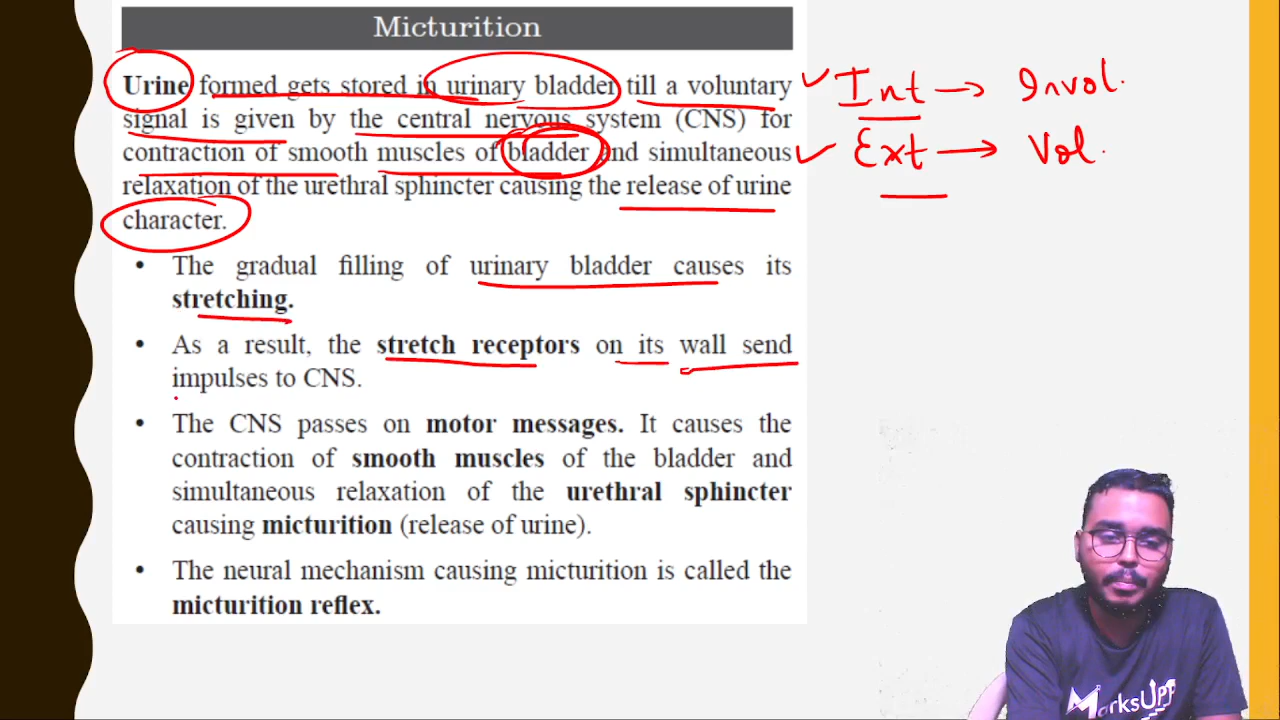 Micturition
Urine formed gets stored in urinary bladder till a voluntary
signal is given by the central nervous system (CNS) for
contraction of smooth muscles of bladder and simultaneous
relaxation of the urethral sphincter causing the release of urine
character.
• The gradual filling of urinary bladder causes its
stretching.
• As a result, the stretch receptors on its wall send
impulses to CNS.
• The CNS passes on motor messages. It causes the
contraction of smooth muscles of the bladder and
simultaneous relaxation of the urethral sphincter
causing micturition (release of urine).
• The neural mechanism causing micturition is called the
micturition reflex.
✓ Int → Invol.
✓ Ext → Vol.